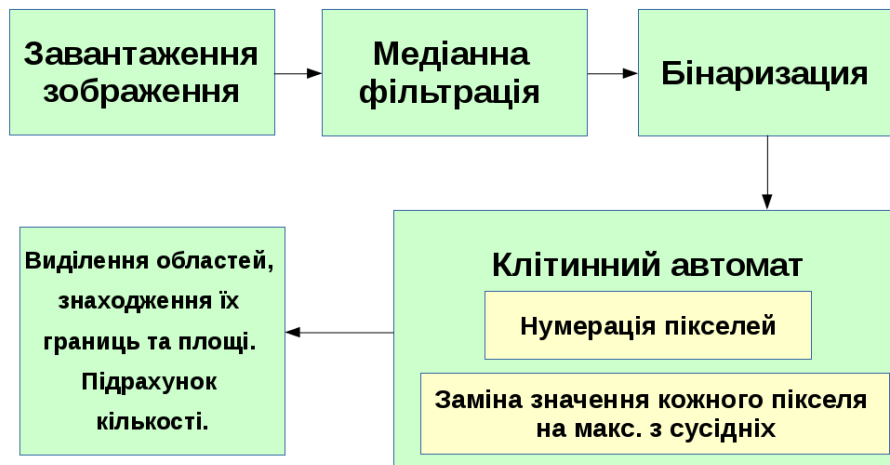 Завантаження
зображення
Медіанна
фільтрація
Бінаризация
Клітинний автомат
Нумерація пікселей
Заміна значення кожного пікселя
на макс. з сусідніх
Виділення областей,
знаходження їх
границь та площі.
Підрахунок
кількості.